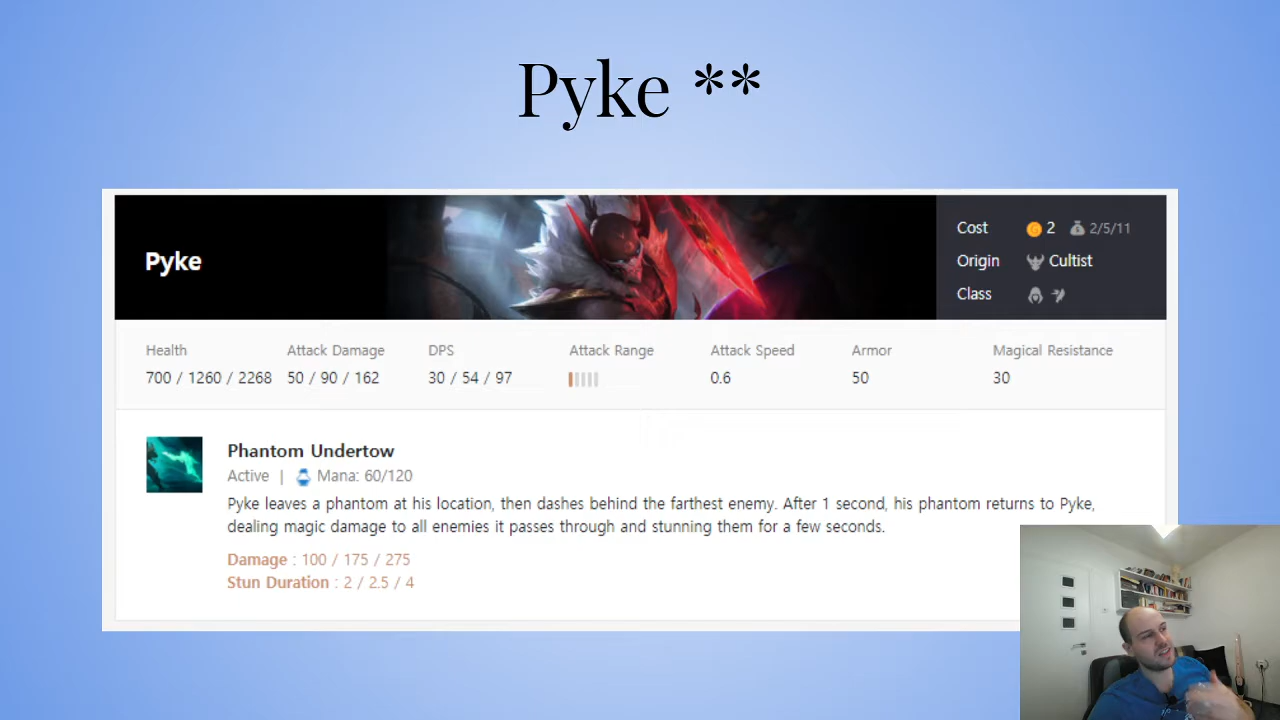 Pyke **
Pyke
Cost 2 2/5/11
Origin Cultist
Class
Health Attack Damage DPS Attack Range Attack Speed Armor Magical Resistance
700 / 1260 / 2268 50 / 90 / 162 30 / 54 / 97 0.6 50 30
Phantom Undertow
Active | Mana: 60/120
Pyke leaves a phantom at his location, then dashes behind the farthest enemy. After 1 second, his phantom returns to Pyke,
dealing magic damage to all enemies it passes through and stunning them for a few seconds.
Damage : 100 / 175 / 275
Stun Duration : 2 / 2.5 / 4